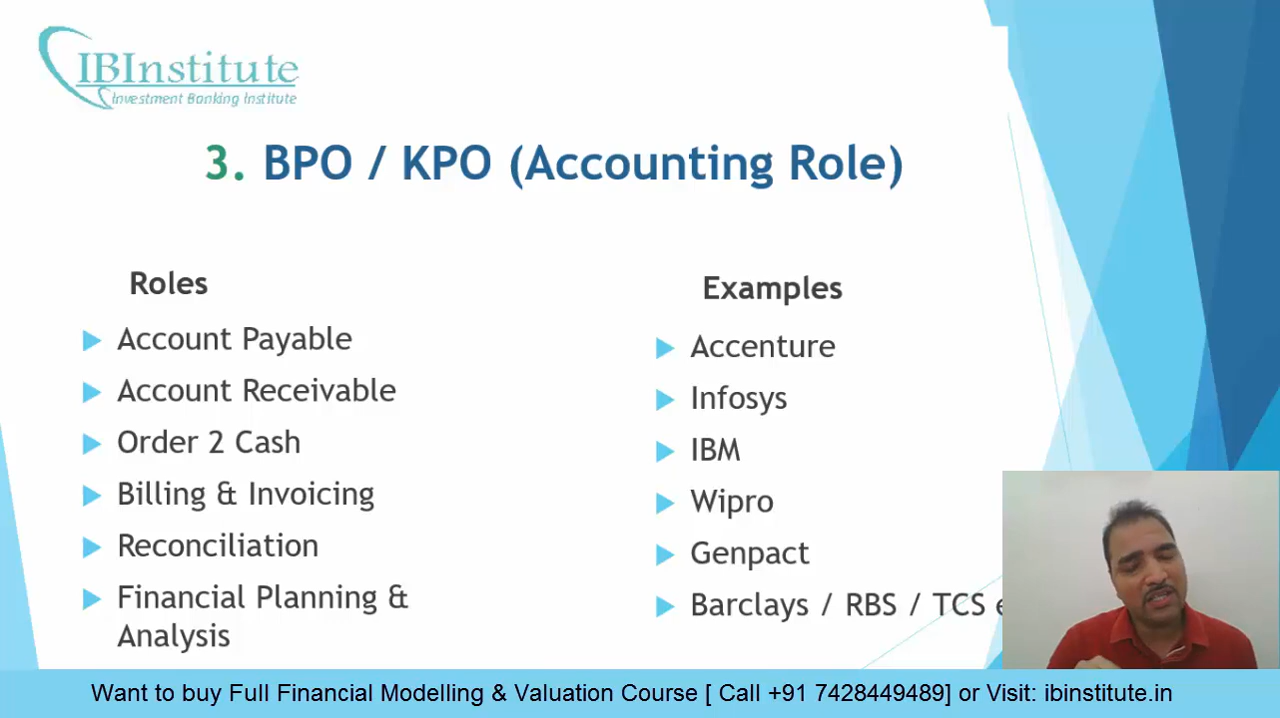 IBInstitute
Investment Banking Institute
3. BPO / KPO (Accounting Role)
Roles
Account Payable
Account Receivable
Order 2 Cash
Billing & Invoicing
Reconciliation
Financial Planning &
Analysis
Examples
Accenture
Infosys
IBM
Wipro
Genpact
Barclays / RBS / TCS
Want to buy Full Financial Modelling & Valuation Course [ Call +91 7428449489] or Visit: ibinstitute.in